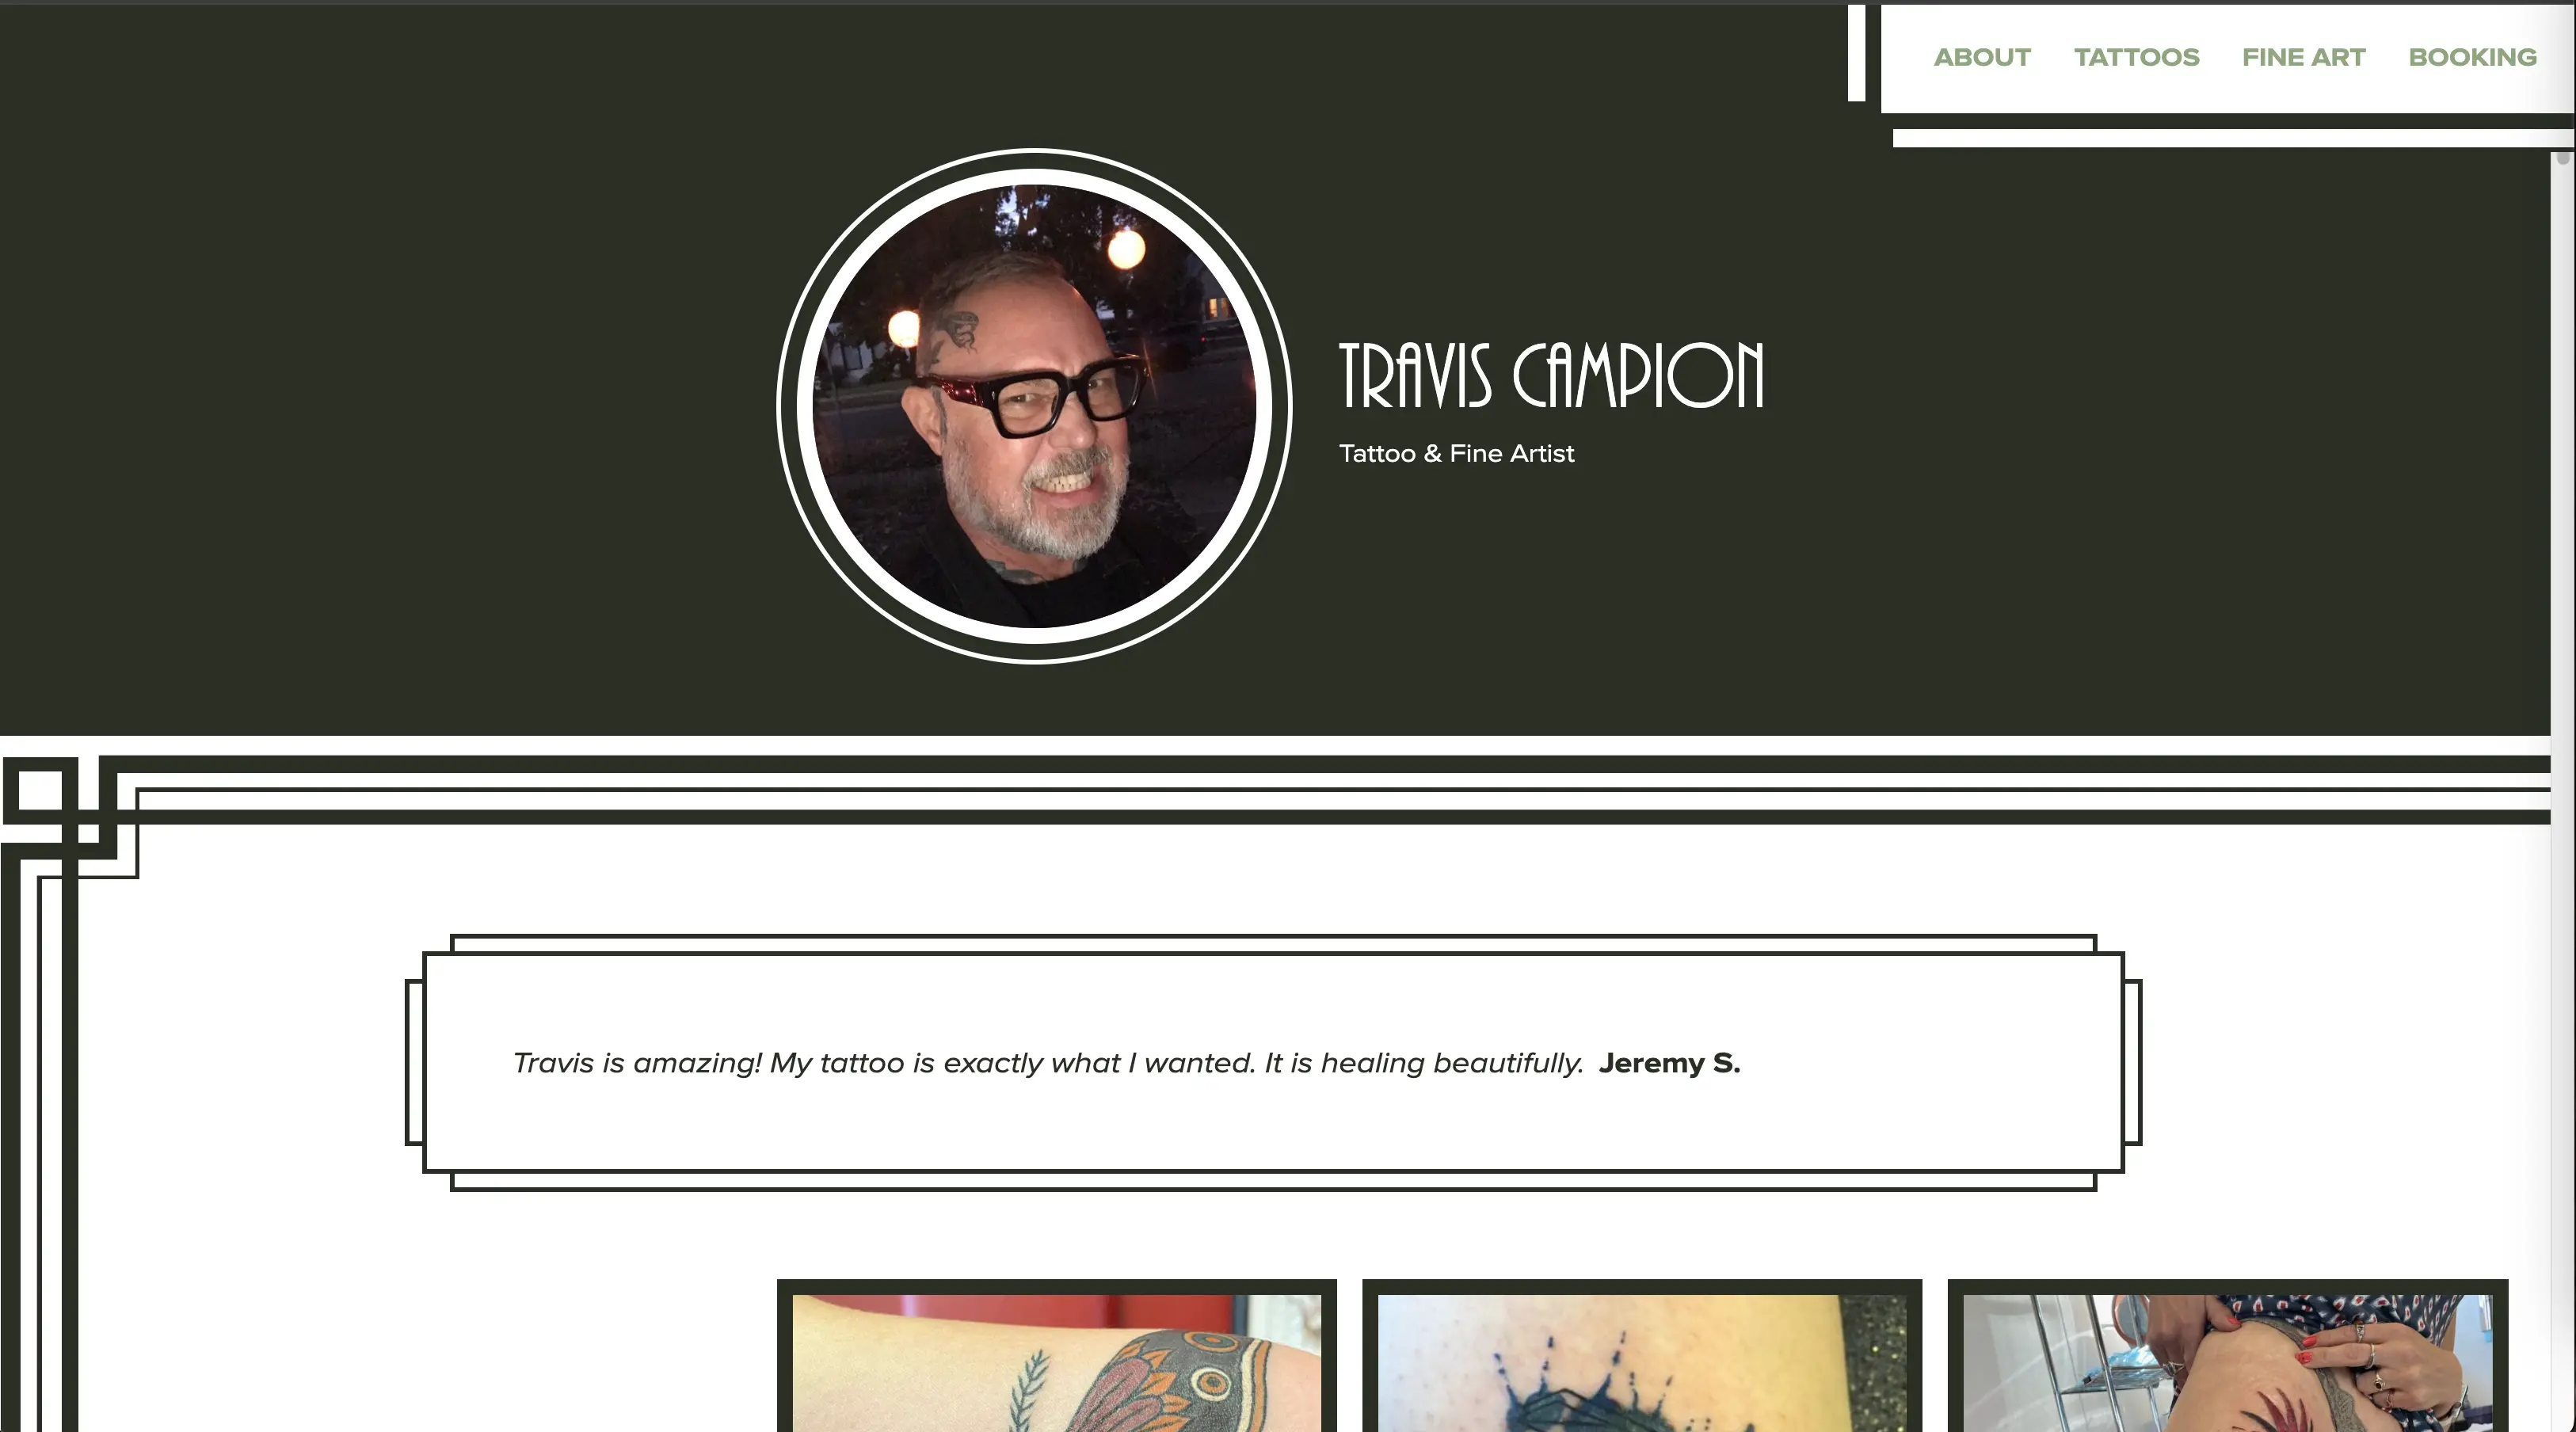 ABOUT TATTOOS FINE ART BOOKING
TRAVIS CAMPION
Tattoo & Fine Artist
Travis is amazing! My tattoo is exactly what I wanted. It is healing beautifully. Jeremy S.